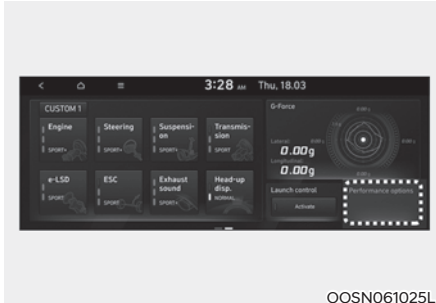 3:28 AM Thu, 18.03
CUSTOM 1
G-Force
Engine
SPORT+
Steering
SPORT+
Suspensi-
on
SPORT+
Transmis-
sion
SPORT
Lateral
0.00g
Longitudinal
0.00g
e-LSD
SPORT
ESC
SPORT
Exhaust
sound
SPORT+
Head-up
disp.
NORMAL
Launch control
Activate
Performance options
OOSN061025L